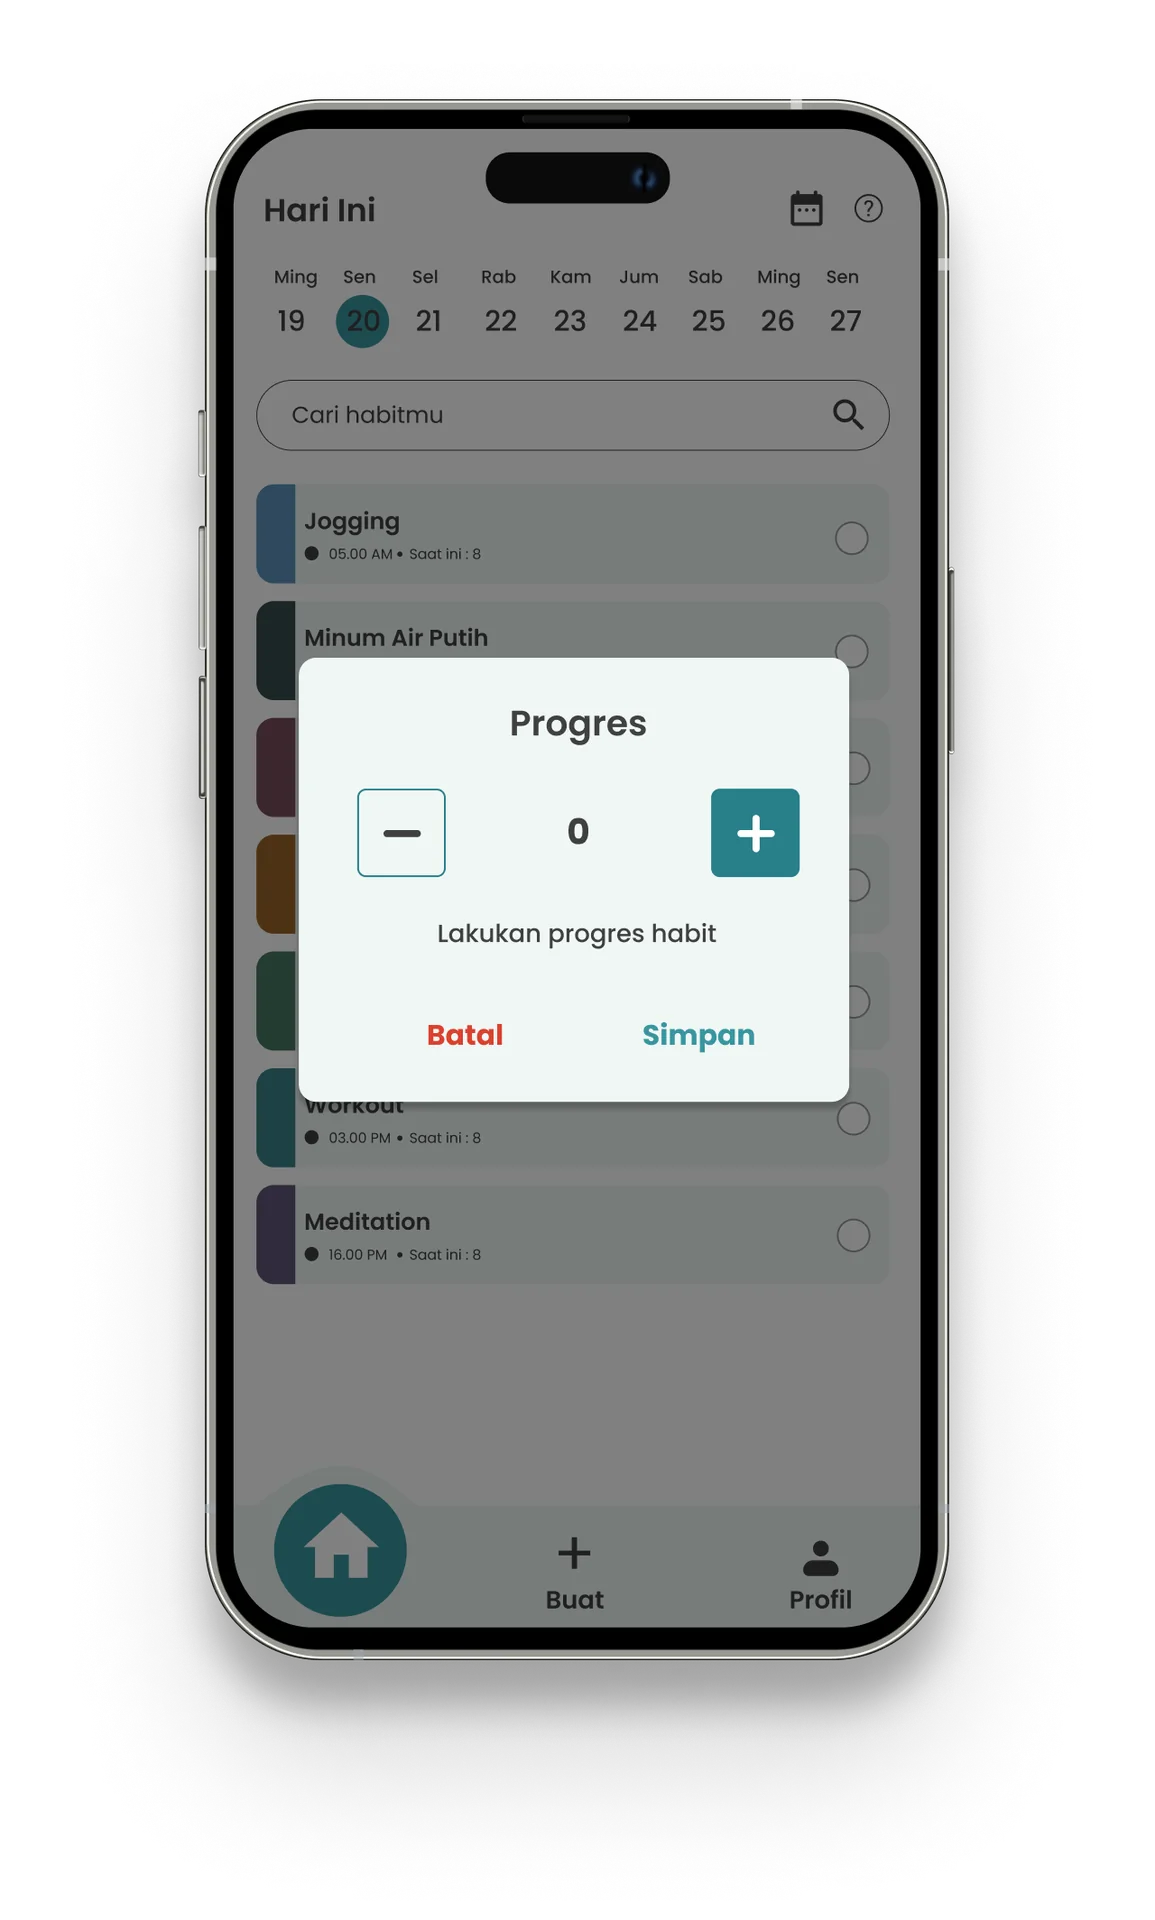 Hari Ini
Ming Sen Sel Rab Kam Jum Sab Ming Sen
19 20 21 22 23 24 25 26 27
Cari habitmu
Jogging
05.00 AM • Saat ini : 8
Minum Air Putih
Progres
0
Lakukan progres habit
Batal Simpan
Workout
03.00 PM • Saat ini : 8
Meditation
16.00 PM • Saat ini : 8
Buat Profil